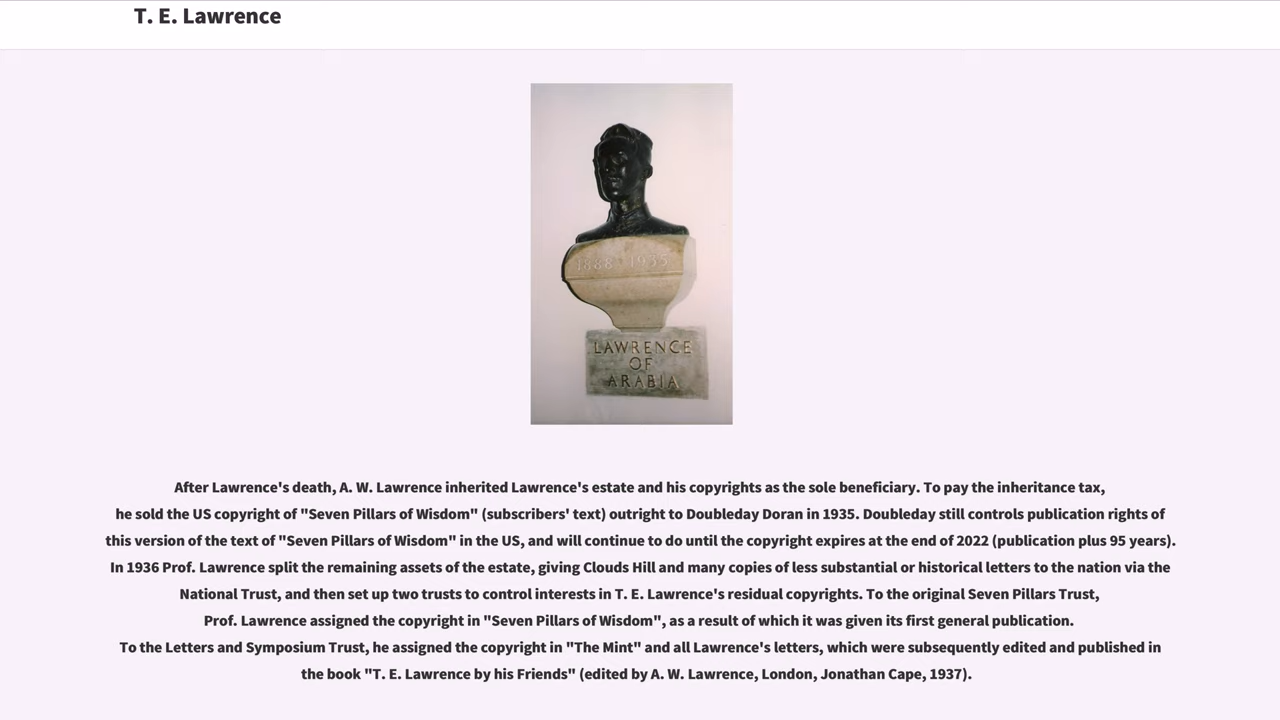 T. E. Lawrence
1888 1935
LAWRENCE
OF
ARABIA
After Lawrence's death, A. W. Lawrence inherited Lawrence's estate and his copyrights as the sole beneficiary. To pay the inheritance tax,
he sold the US copyright of "Seven Pillars of Wisdom" (subscribers' text) outright to Doubleday Doran in 1935. Doubleday still controls publication rights of
this version of the text of "Seven Pillars of Wisdom" in the US, and will continue to do until the copyright expires at the end of 2022 (publication plus 95 years).
In 1936 Prof. Lawrence split the remaining assets of the estate, giving Clouds Hill and many copies of less substantial or historical letters to the nation via the
National Trust, and then set up two trusts to control interests in T. E. Lawrence's residual copyrights. To the original Seven Pillars Trust,
Prof. Lawrence assigned the copyright in "Seven Pillars of Wisdom", as a result of which it was given its first general publication.
To the Letters and Symposium Trust, he assigned the copyright in "The Mint" and all Lawrence's letters, which were subsequently edited and published in
the book "T. E. Lawrence by his Friends" (edited by A. W. Lawrence, London, Jonathan Cape, 1937).